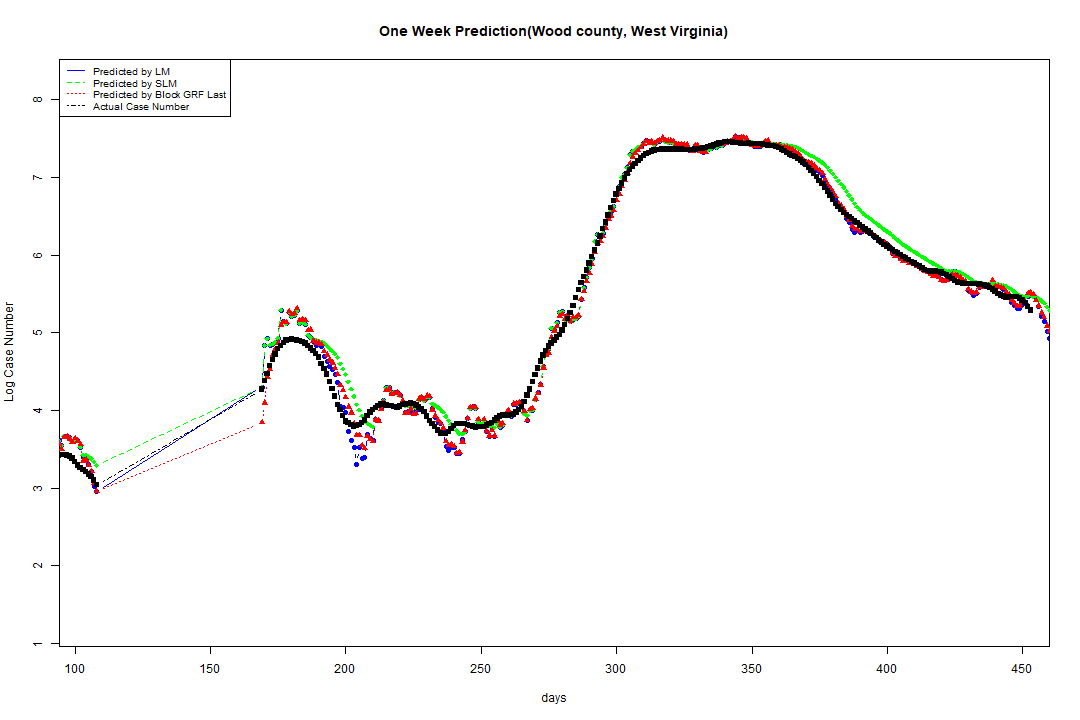 One Week Prediction(Wood county, West Virginia)
Predicted by LM
Predicted by SLM
Predicted by Block GRF Last
Actual Case Number
Log Case Number
8
7
6
5
4
3
2
1
100 150 200 250 300 350 400 450
days